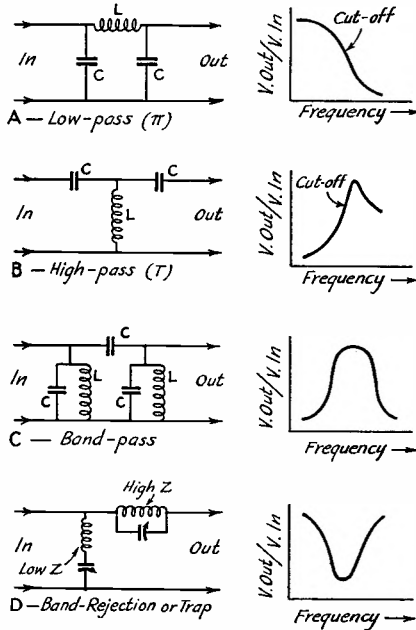 L
In
C
C
Out
A — Low-pass (π)
V. Out/V. In
Cut-off
Frequency
C
C
In
L
Out
B — High-pass (T)
V. Out/V. In
Cut-off
Frequency
C
In
L
L
Out
C
C
C — Band-pass
V. Out/V. In
Frequency
High Z
In
Out
Low Z
D — Band-Rejection or Trap
V. Out/V. In
Frequency